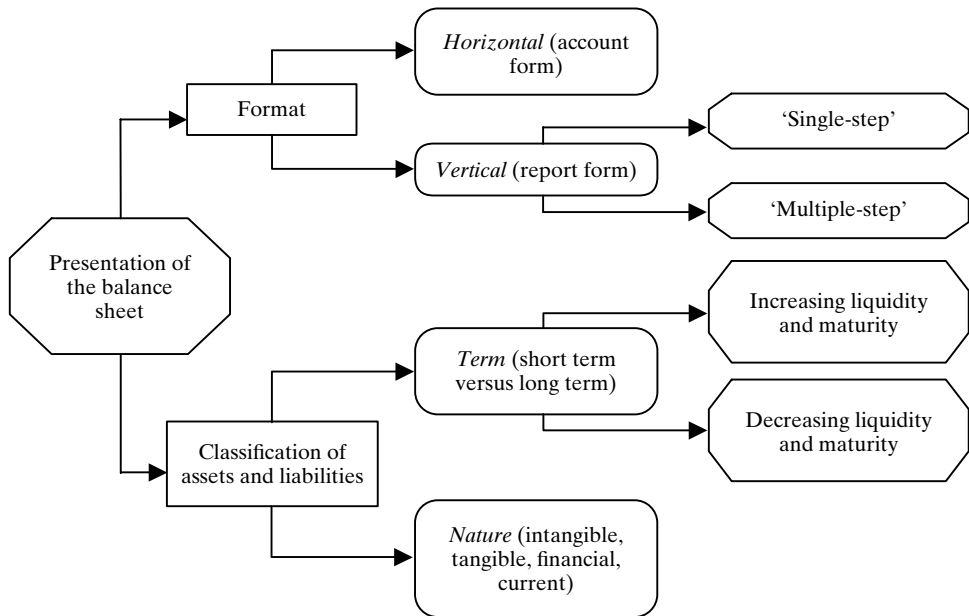 Presentation of
the balance
sheet
Format
Horizontal (account
form)
Vertical (report form)
‘Single-step’
‘Multiple-step’
Classification of
assets and liabilities
Term (short term
versus long term)
Increasing liquidity
and maturity
Decreasing liquidity
and maturity
Nature (intangible,
tangible, financial,
current)